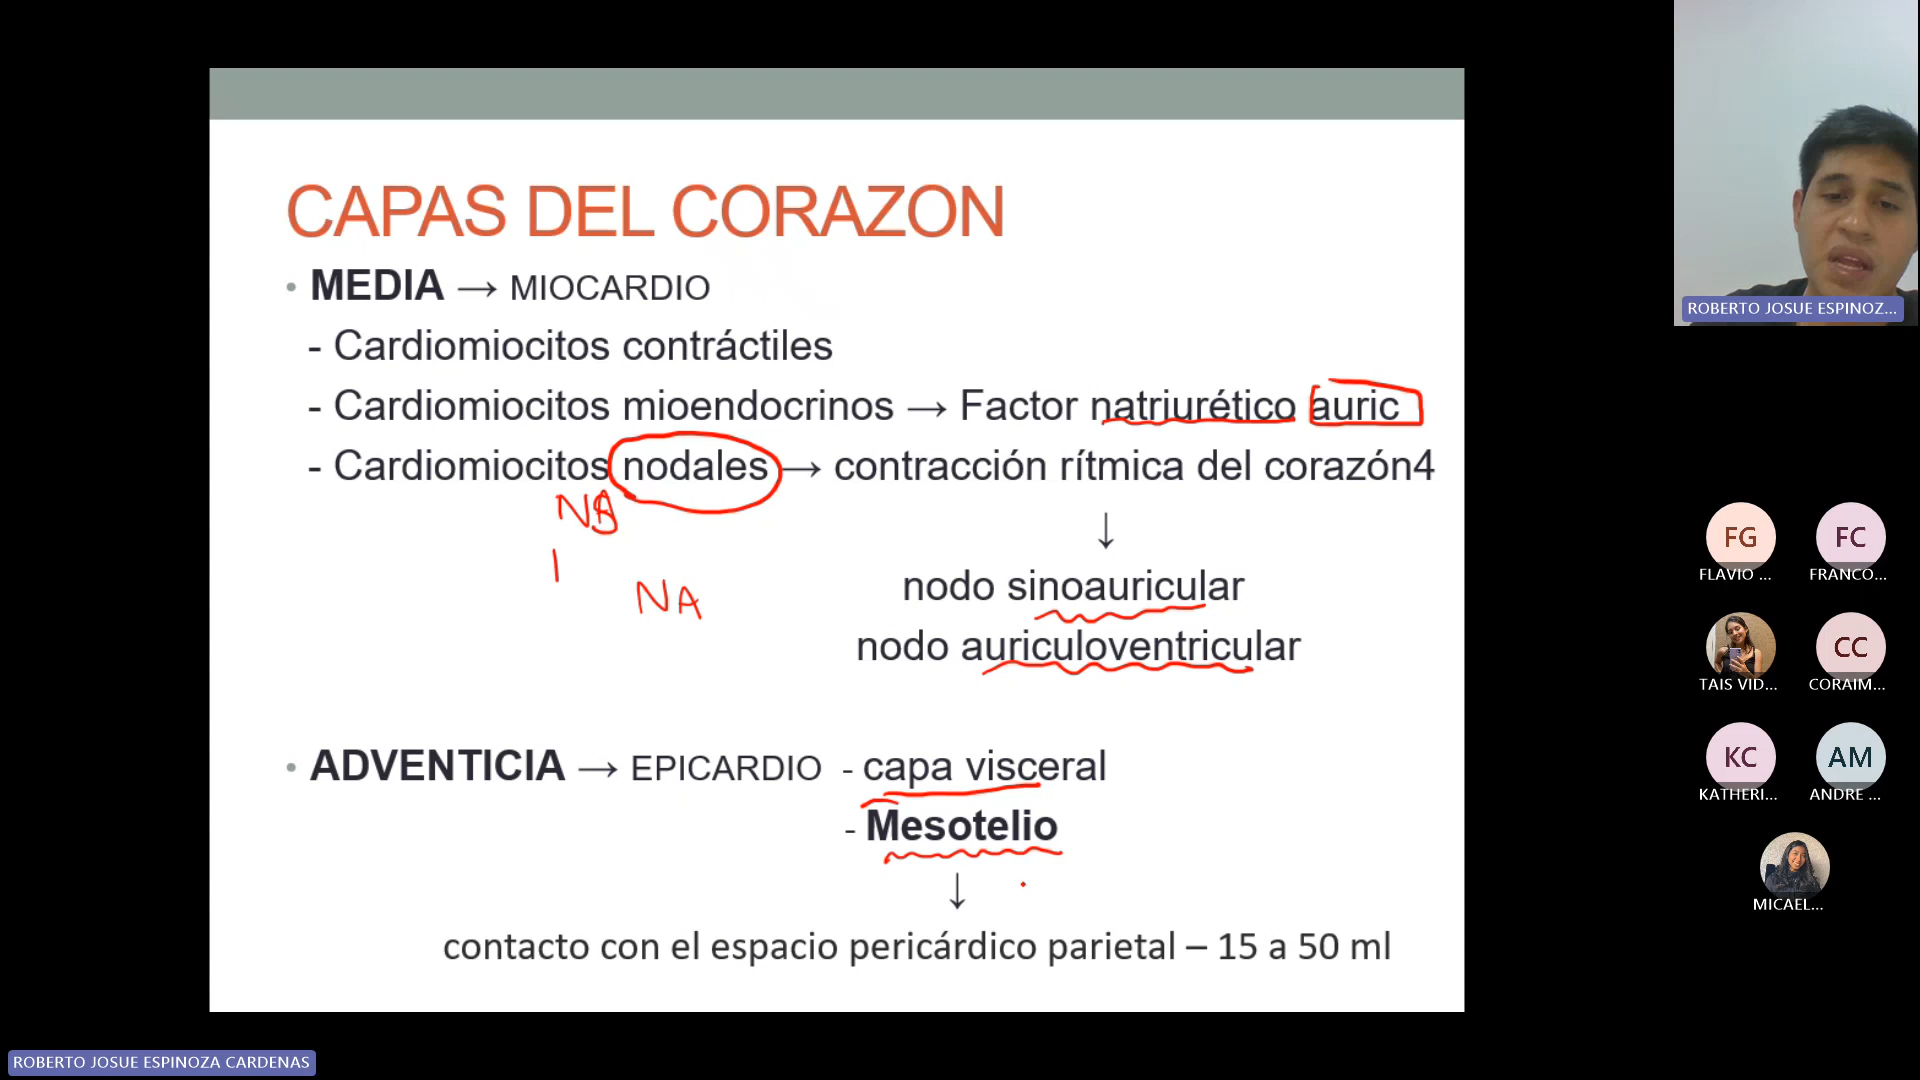 CAPAS DEL CORAZON
• MEDIA → MIOCARDIO
- Cardiomiocitos contráctiles
- Cardiomiocitos mioendocrinos → Factor natriurético auric
- Cardiomiocitos nodales → contracción rítmica del corazón4
NA
↓
nodo sinoauricular
nodo auriculoventricular
• ADVENTICIA → EPICARDIO - capa visceral
- Mesotelio
↓
contacto con el espacio pericárdico parietal – 15 a 50 ml
ROBERTO JOSUE ESPINOZ...
FG
FLAVIO ...
FC
FRANCO...
TAIS VID...
CC
CORAIM...
KC
KATHERI...
AM
ANDRE ...
MICAEL...
ROBERTO JOSUE ESPINOZA CARDENAS